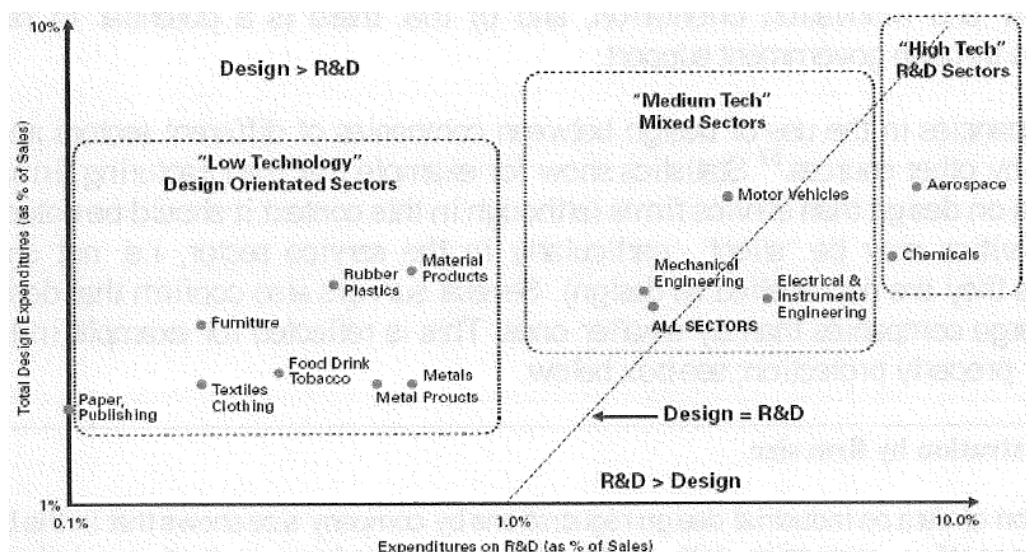 10%
Design > R&D
"High Tech"
R&D Sectors
"Medium Tech"
Mixed Sectors
"Low Technology"
Design Orientated Sectors
Motor Vehicles
Aerospace
Material
Products
Rubber
Plastics
Mechanical
Engineering
Electrical &
Instruments
Engineering
Chemicals
Furniture
ALL SECTORS
Food Drink
Tobacco
Textiles
Clothing
Metals
Metal Proucts
Paper,
Publishing
Design = R&D
R&D > Design
Total Design Expenditures (as % of Sales)
1%
0.1%
1.0%
10.0%
Expenditures on R&D (as % of Sales)